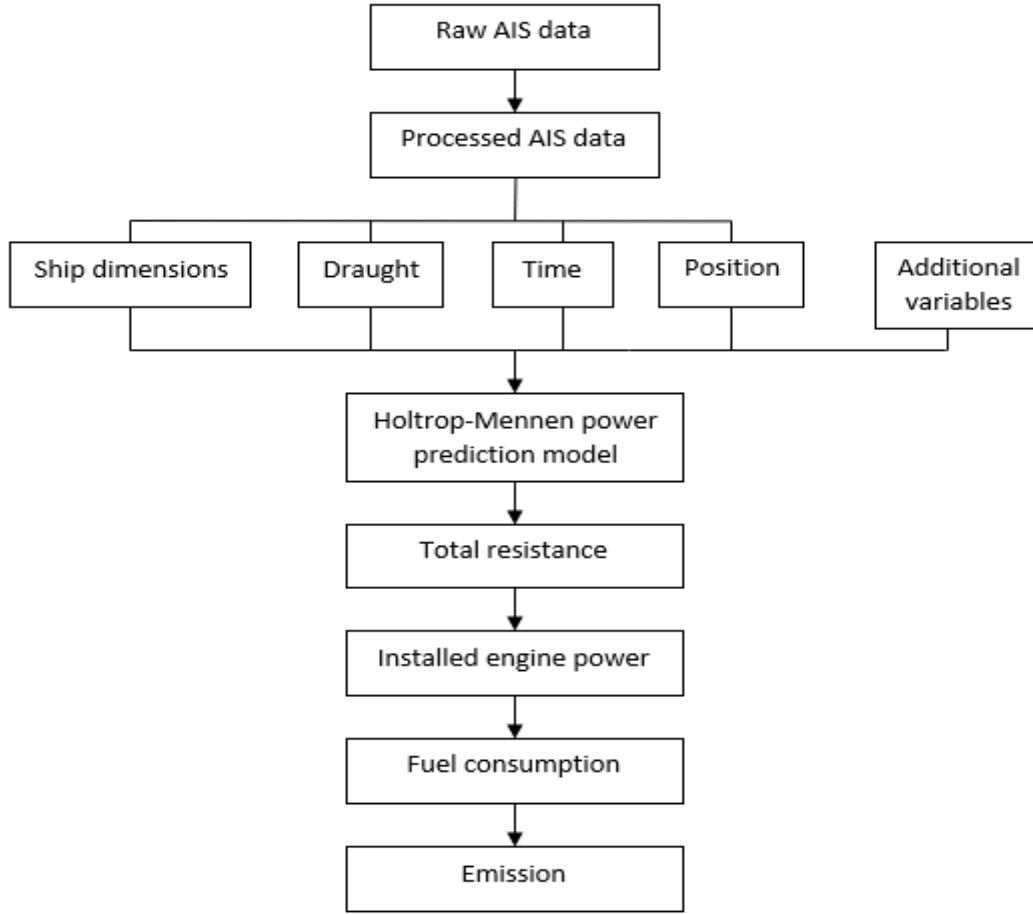 Raw AIS data
Processed AIS data
Ship dimensions
Draught
Time
Position
Additional
variables
Holtrop-Mennen power
prediction model
Total resistance
Installed engine power
Fuel consumption
Emission